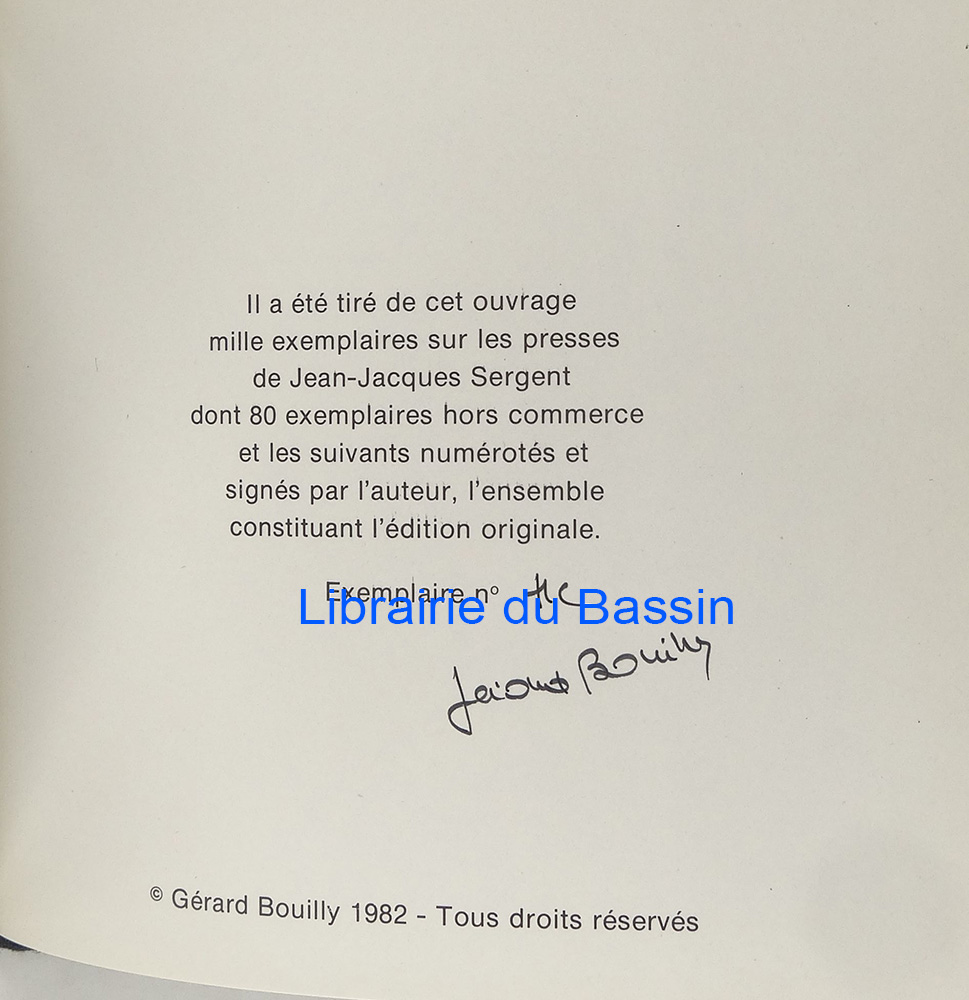 Il a été tiré de cet ouvrage
mille exemplaires sur les presses
de Jean-Jacques Sergent
dont 80 exemplaires hors commerce
et les suivants numérotés et
signés par l'auteur, l'ensemble
constituant l'édition originale.
Exemplaire nº HC
Librairie du Bassin
Bouilly
© Gérard Bouilly 1982 - Tous droits réservés